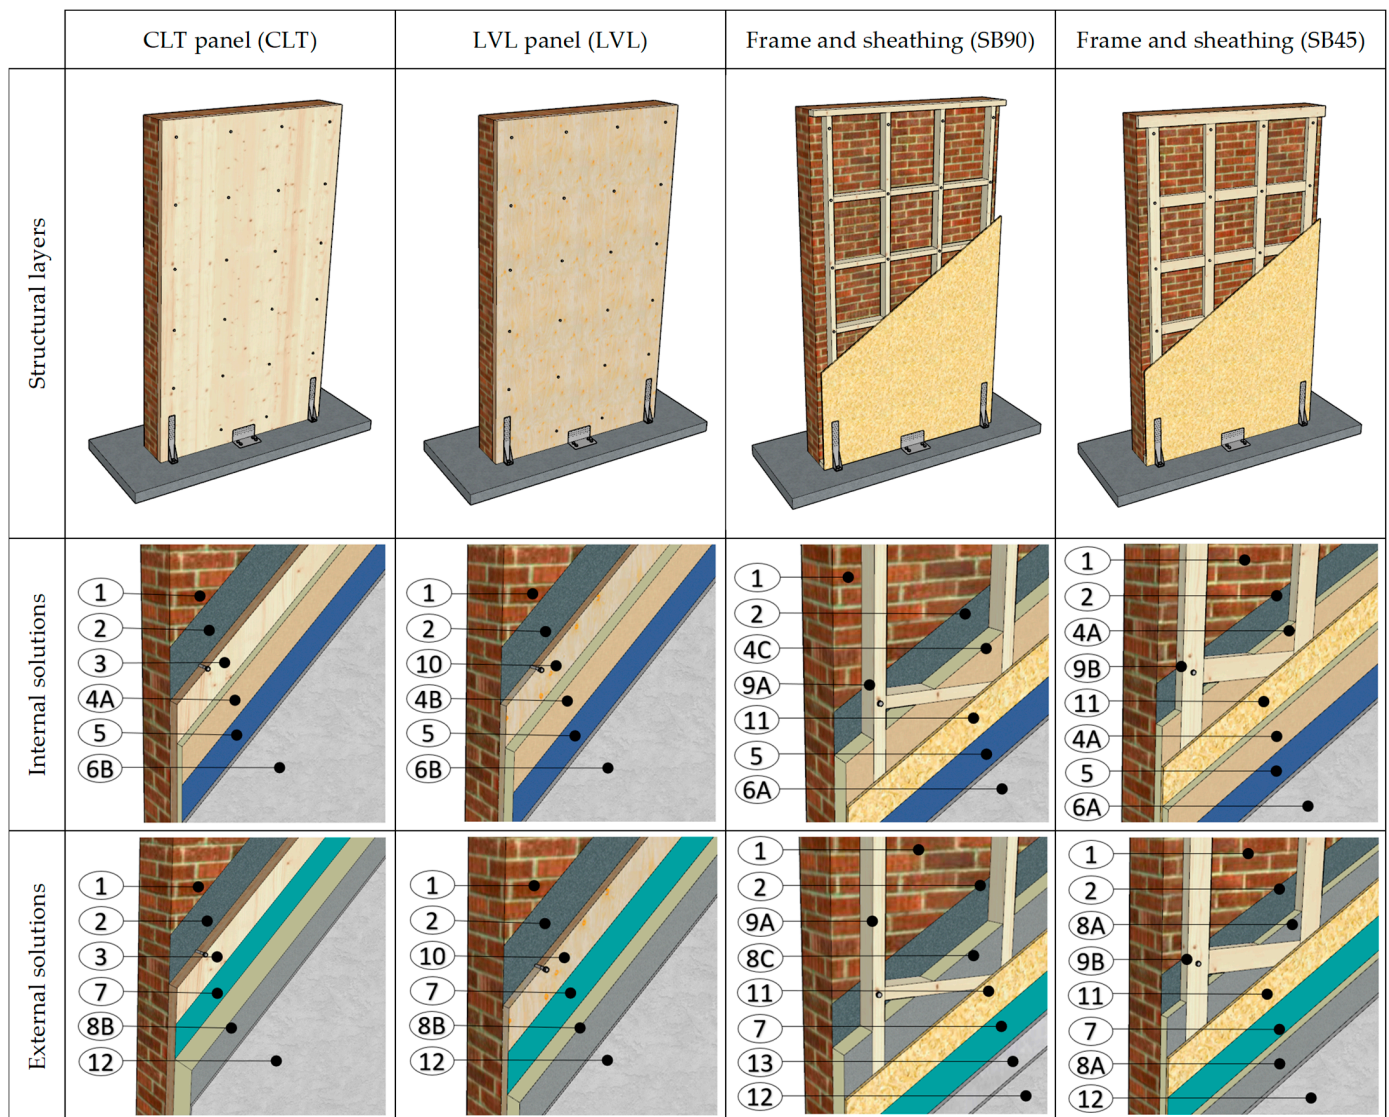 CLT panel (CLT)
LVL panel (LVL)
Frame and sheathing (SB90)
Frame and sheathing (SB45)
Structural layers
Internal solutions
1
2
3
4A
5
6B
1
2
10
4B
5
6B
1
2
4C
9A
11
5
6A
1
2
4A
9B
11
4A
5
6A
External solutions
1
2
3
7
8B
12
1
2
10
7
8B
12
1
2
9A
8C
11
7
13
12
1
2
8A
9B
11
7
8A
12